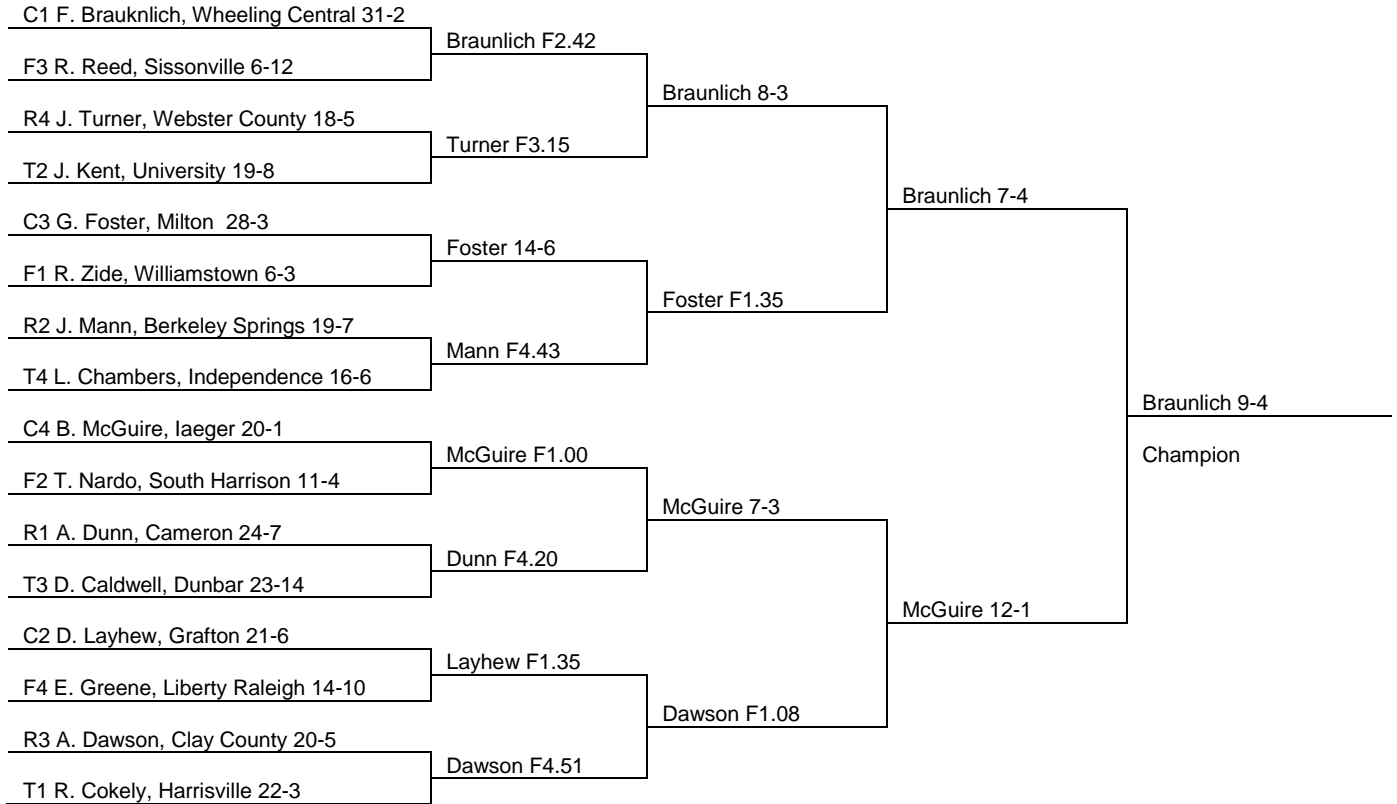 C1 F. Brauknlich, Wheeling Central 31-2
Braunlich F2.42
F3 R. Reed, Sissonville 6-12
Braunlich 8-3
R4 J. Turner, Webster County 18-5
Turner F3.15
T2 J. Kent, University 19-8
Braunlich 7-4
C3 G. Foster, Milton  28-3
Foster 14-6
F1 R. Zide, Williamstown 6-3
Foster F1.35
R2 J. Mann, Berkeley Springs 19-7
Mann F4.43
T4 L. Chambers, Independence 16-6
Braunlich 9-4
C4 B. McGuire, Iaeger 20-1
McGuire F1.00
Champion
F2 T. Nardo, South Harrison 11-4
McGuire 7-3
R1 A. Dunn, Cameron 24-7
Dunn F4.20
T3 D. Caldwell, Dunbar 23-14
McGuire 12-1
C2 D. Layhew, Grafton 21-6
Layhew F1.35
F4 E. Greene, Liberty Raleigh 14-10
Dawson F1.08
R3 A. Dawson, Clay County 20-5
Dawson F4.51
T1 R. Cokely, Harrisville 22-3